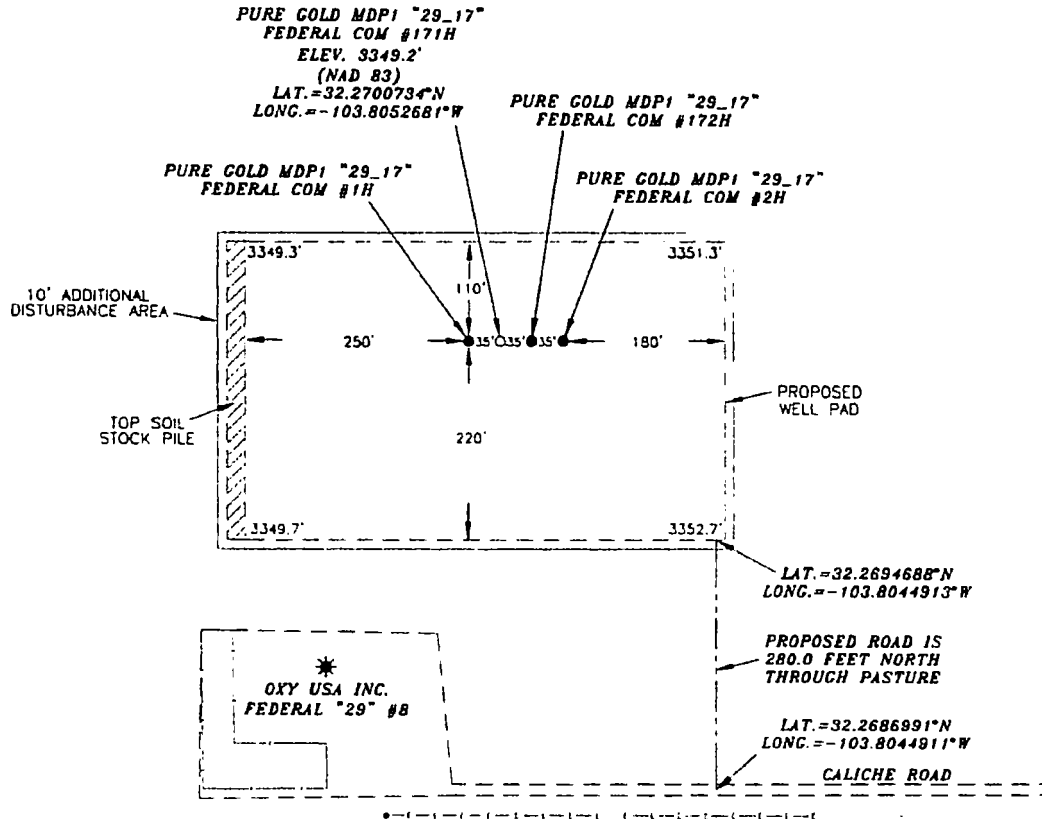 PURE GOLD MDP1 "29_17"
FEDERAL COM #171H
ELEV. 3349.2'
(NAD 83)
LAT.=32.2700734°N
LONG.=-103.8052681°W
PURE GOLD MDP1 "29_17"
FEDERAL COM #172H
PURE GOLD MDP1 "29_17"
FEDERAL COM #1H
PURE GOLD MDP1 "29_17"
FEDERAL COM #2H
3349.3'
3351.3'
110'
10' ADDITIONAL
DISTURBANCE AREA
250'
35'
35'
35'
180'
PROPOSED
WELL PAD
TOP SOIL
STOCK PILE
220'
3349.7'
3352.7'
LAT.=32.2694688°N
LONG.=-103.8044913°W
PROPOSED ROAD IS
280.0 FEET NORTH
THROUGH PASTURE
OXY USA INC.
FEDERAL "29" #8
LAT.=32.2686991°N
LONG.=-103.8044911°W
CALICHE ROAD